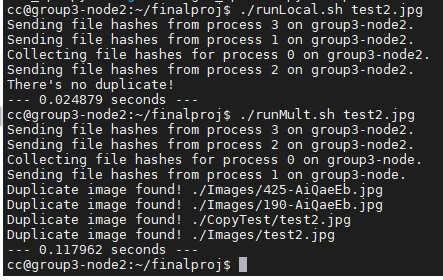 cc@group3-node2:~/finalproj$ ./runLocal.sh test2.jpg
Sending file hashes from process 3 on group3-node2.
Sending file hashes from process 1 on group3-node2.
Collecting file hashes for process 0 on group3-node2.
Sending file hashes from process 2 on group3-node2.
There's no duplicate!
--- 0.024879 seconds ---
cc@group3-node2:~/finalproj$ ./runMult.sh test2.jpg
Sending file hashes from process 3 on group3-node2.
Sending file hashes from process 2 on group3-node2.
Collecting file hashes for process 0 on group3-node.
Sending file hashes from process 1 on group3-node.
Duplicate image found! ./Images/425-AiQaeEb.jpg
Duplicate image found! ./Images/190-AiQaeEb.jpg
Duplicate image found! ./CopyTest/test2.jpg
Duplicate image found! ./Images/test2.jpg
--- 0.117962 seconds ---
cc@group3-node2:~/finalproj$